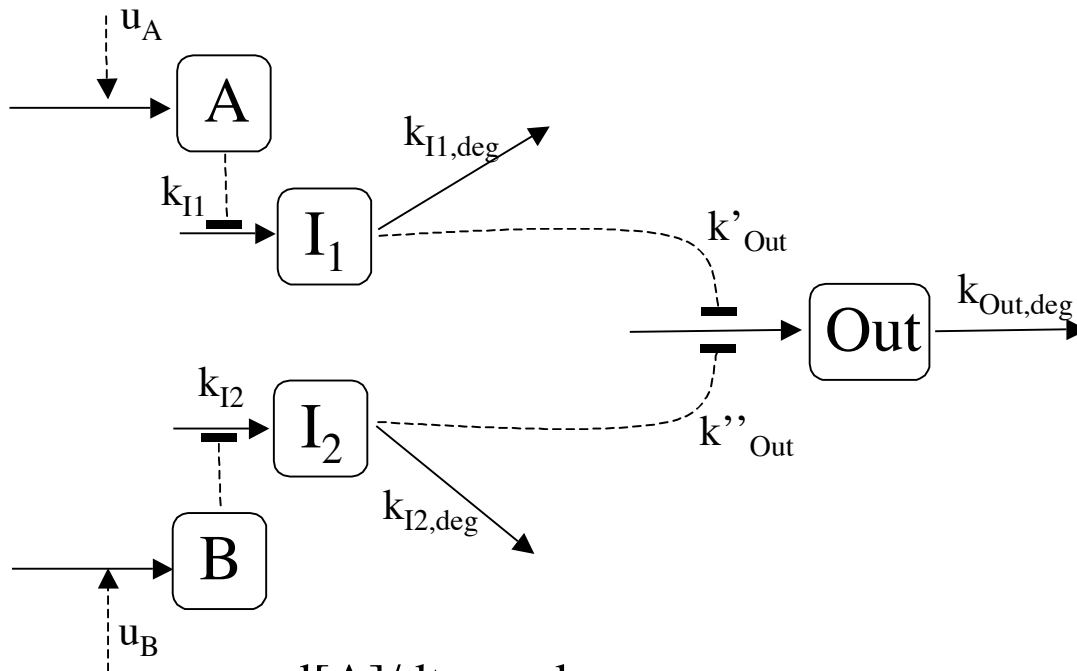 u_A
A
k_I1,deg
k_I1
I_1
k’_Out
k_Out,deg
Out
k_I2
I_2
k’’_Out
k_I2,deg
B
u_B